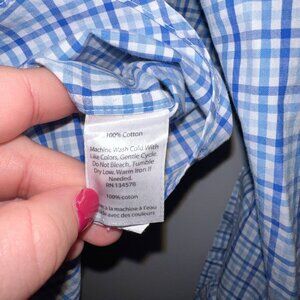 100% Cotton
Machine Wash Cold With
Like Colors, Gentle Cycle.
Do Not Bleach, Tumble
Dry Low, Warm Iron If
Needed.
RN 134576
100% coton
à la machine à l'eau
avec des couleurs